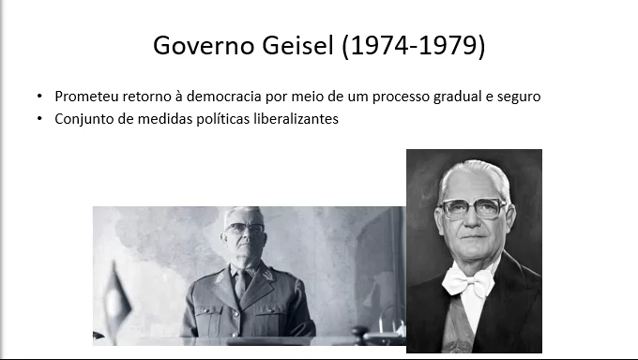 Governo Geisel (1974-1979)
• Prometeu retorno à democracia por meio de um processo gradual e seguro
• Conjunto de medidas políticas liberalizantes